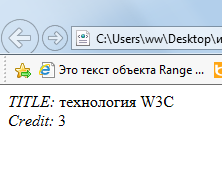 C:\Users\ww\Desktop\
Это текст объекта Range ...
TITLE: технология W3C
Credit: 3